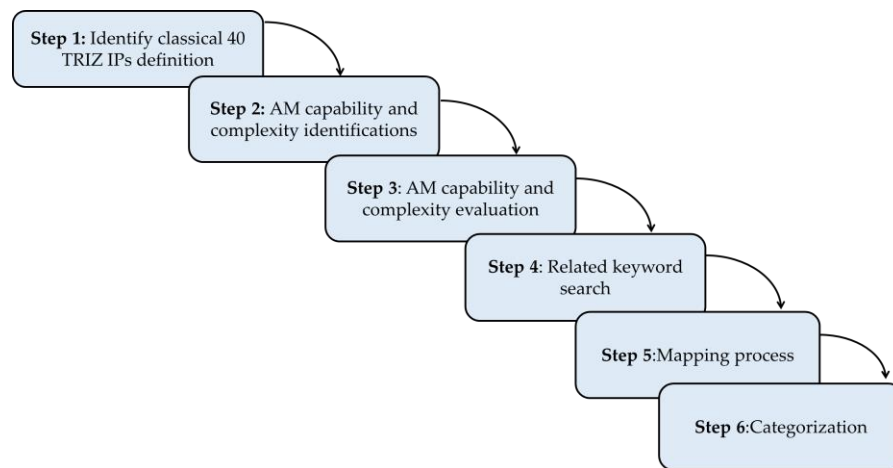 Step 1: Identify classical 40
TRIZ IPs definition
Step 2: AM capability and
complexity identifications
Step 3: AM capability and
complexity evaluation
Step 4: Related keyword
search
Step 5:Mapping process
Step 6:Categorization